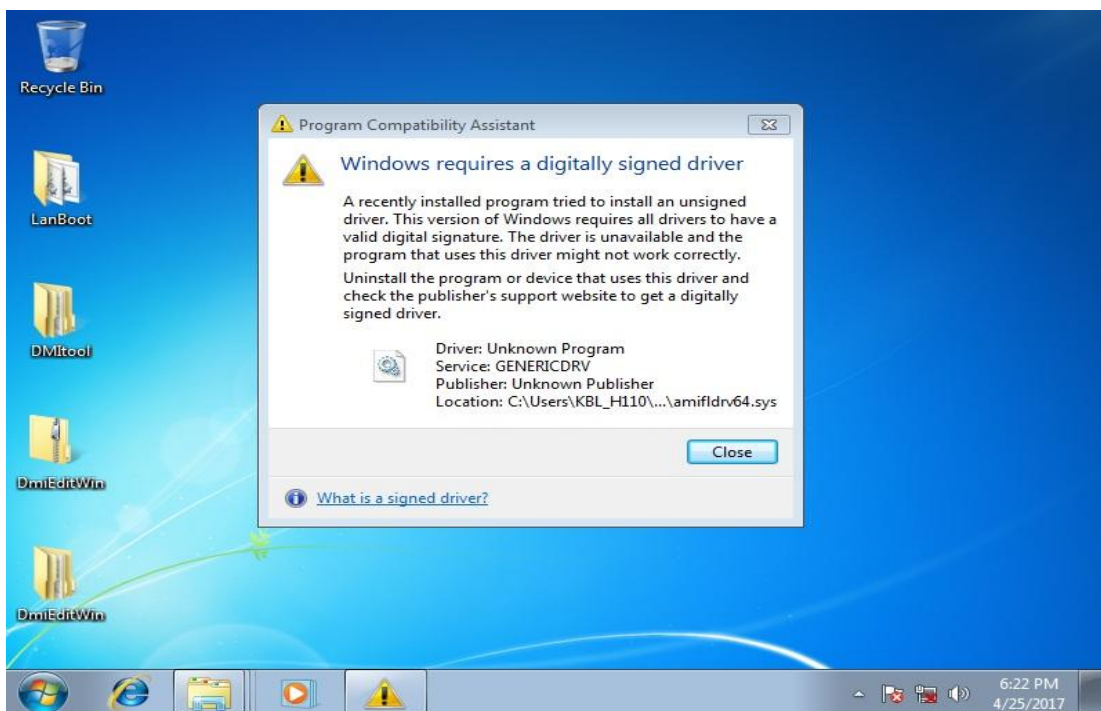 Recycle Bin
LanBoot
DMItool
DmiEditWin
DmiEditWin
Program Compatibility Assistant
Windows requires a digitally signed driver
A recently installed program tried to install an unsigned
driver. This version of Windows requires all drivers to have a
valid digital signature. The driver is unavailable and the
program that uses this driver might not work correctly.
Uninstall the program or device that uses this driver and
check the publisher's support website to get a digitally
signed driver.
Driver: Unknown Program
Service: GENERICDRV
Publisher: Unknown Publisher
Location: C:\Users\KBL_H110\...\amifldrv64.sys
Close
What is a signed driver?
6:22 PM
4/25/2017